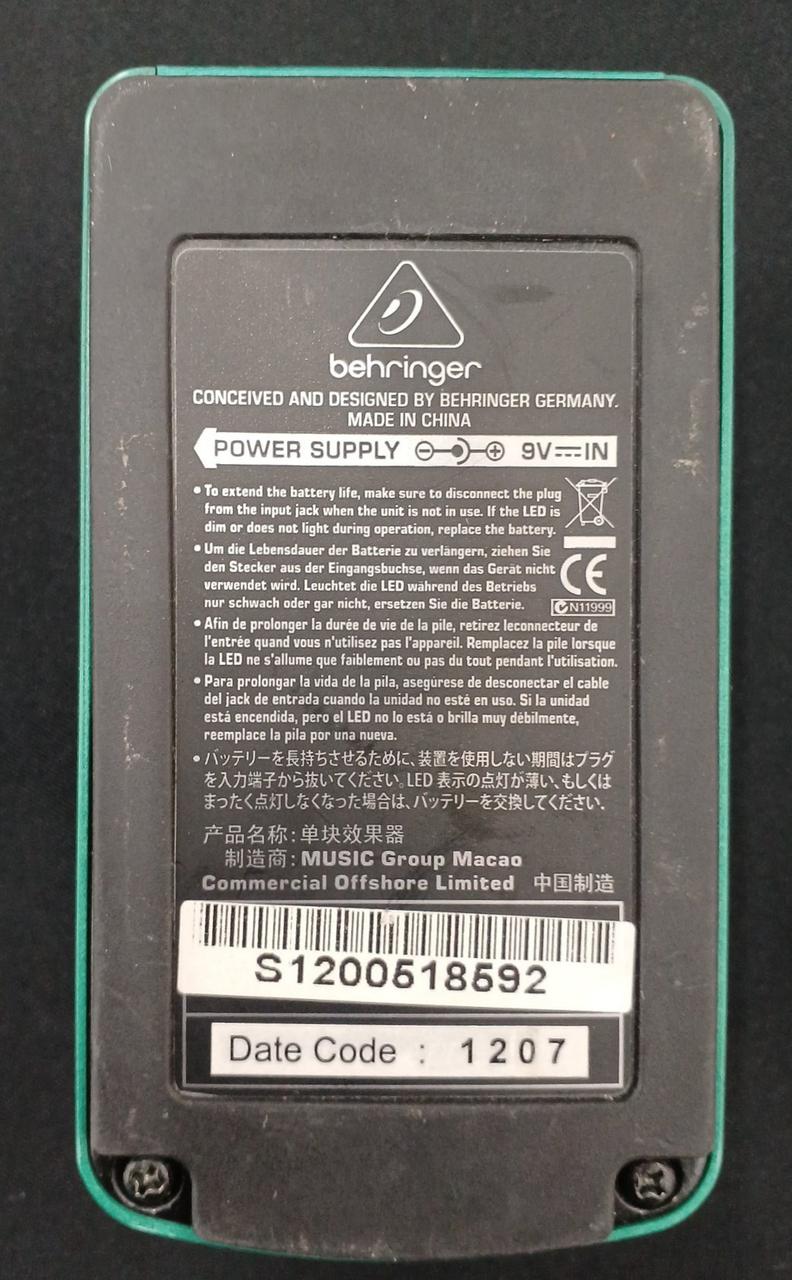 behringer
CONCEIVED AND DESIGNED BY BEHRINGER GERMANY.
MADE IN CHINA
POWER SUPPLY 9V IN
• To extend the battery life, make sure to disconnect the plug
from the input jack when the unit is not in use. If the LED is
dim or does not light during operation, replace the battery.
• Um die Lebensdauer der Batterie zu verlängern, ziehen Sie
den Stecker aus der Eingangsbuchse, wenn das Gerät nicht
verwendet wird. Leuchtet die LED während des Betriebs
nur schwach oder gar nicht, ersetzen Sie die Batterie.
CE
N11999
• Afin de prolonger la durée de vie de la pile, retirez leconnecteur de
l'entrée quand vous n'utilisez pas l'appareil. Remplacez la pile lorsque
la LED ne s'allume que faiblement ou pas du tout pendant l'utilisation.
• Para prolongar la vida de la pila, asegúrese de desconectar el cable
del jack de entrada cuando la unidad no esté en uso. Si la unidad
está encendida, pero el LED no lo está o brilla muy débilmente,
reemplace la pila por una nueva.
• バッテリーを長持ちさせるために、装置を使用しない期間はプラグ
を入力端子から抜いてください。LED 表示の点灯が薄い、もしくは
まったく点灯しなくなった場合は、バッテリーを交換してください。
产品名称:单块效果器
制造商:MUSIC Group Macao
Commercial Offshore Limited 中国制造
S1200518592
Date Code : 1207